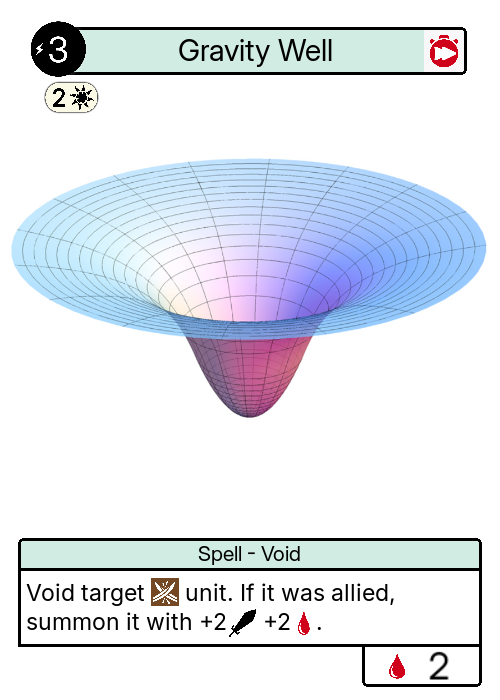 3
Gravity Well
2
Spell - Void
Void target unit. If it was allied,
summon it with +2 +2 .
2